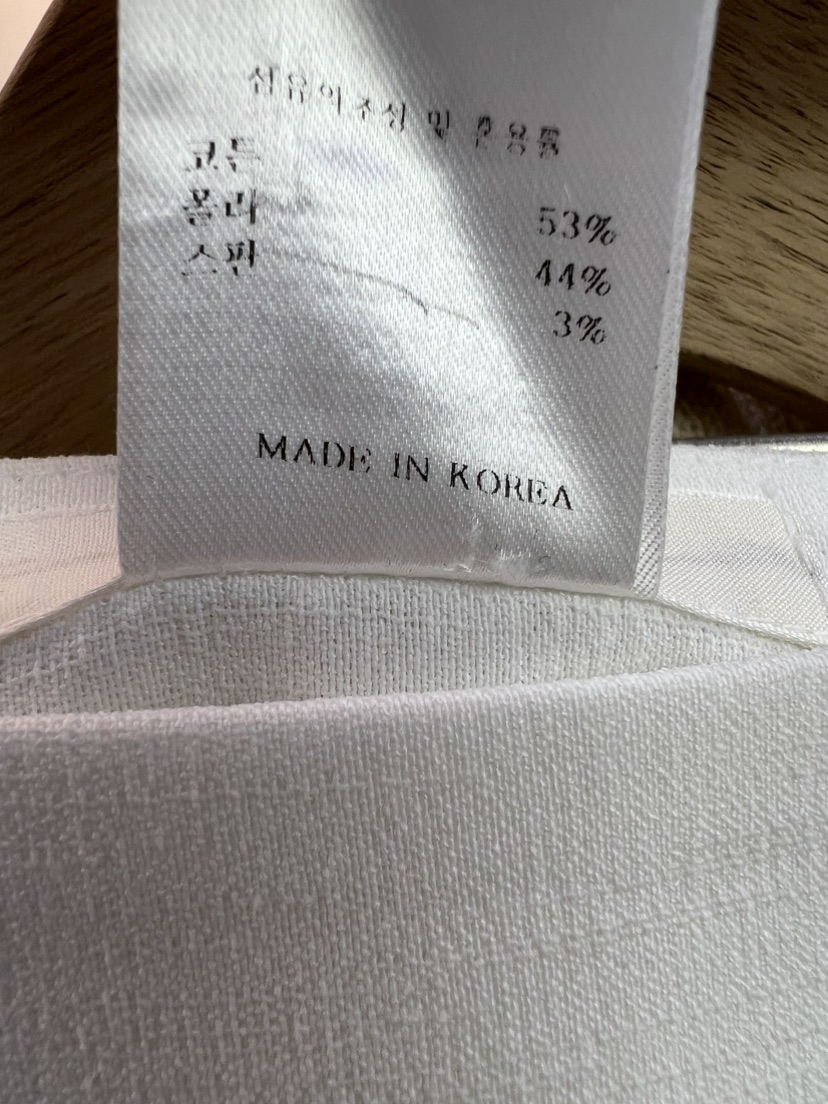 섬유의조성 및 혼용률
코튼 53%
폴리 44%
스판 3%
MADE IN KOREA